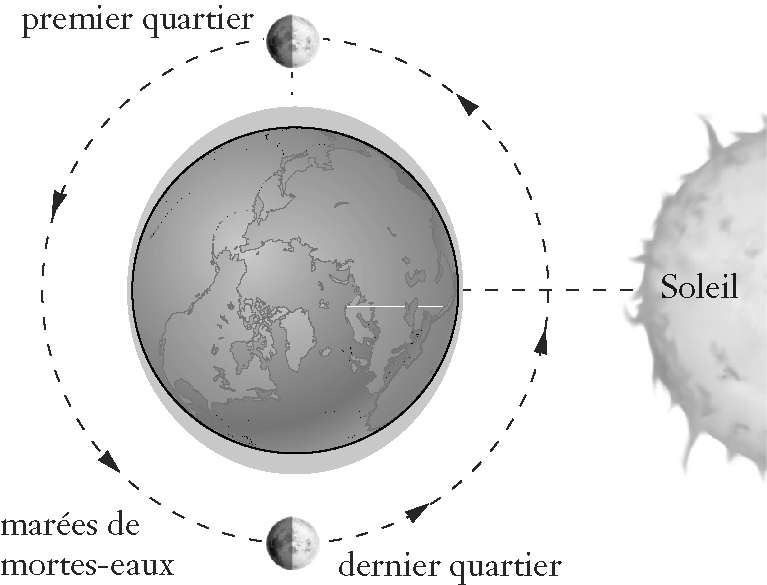 premier quartier
Soleil
marées de
mortes-eaux
dernier quartier